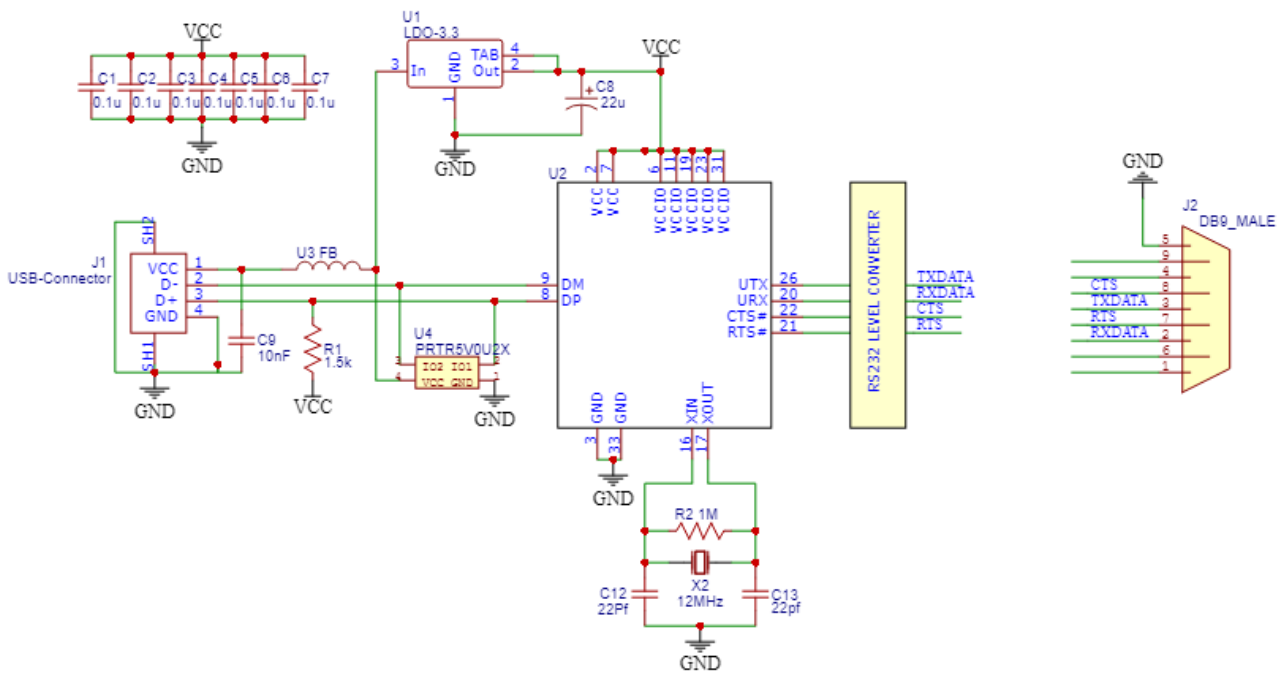 VCC
C1
C2
C3
C4
C5
C6
C7
0.1u
0.1u
0.1u
0.1u
0.1u
0.1u
0.1u
GND
U1
LDO-3.3
3
In
GND
TAB
Out
4
2
1
GND
C8
22u
VCC
J1
USB-Connector
SH2
VCC
D-
D+
GND
1
2
3
4
SH1
GND
C9
10nF
U3 FB
R1
1.5k
VCC
U4
PRTR5V0U2X
3
IO2 IO1
2
4
VCC GND
1
GND
U2
2
7
6
11
19
23
31
VCC
VCC
VCCIO
VCCIO
VCCIO
VCCIO
VCCIO
9
DM
8
DP
UTX
26
URX
20
CTS#
22
RTS#
21
GND
GND
3
33
GND
XIN
XOUT
16
17
R2 1M
X2
12MHz
C12
22Pf
C13
22pf
GND
RS232 LEVEL CONVERTER
TXDATA
RXDATA
CTS
RTS
GND
J2
DB9_MALE
5
9
4
CTS
8
TXDATA
3
RTS
7
RXDATA
2
6
1